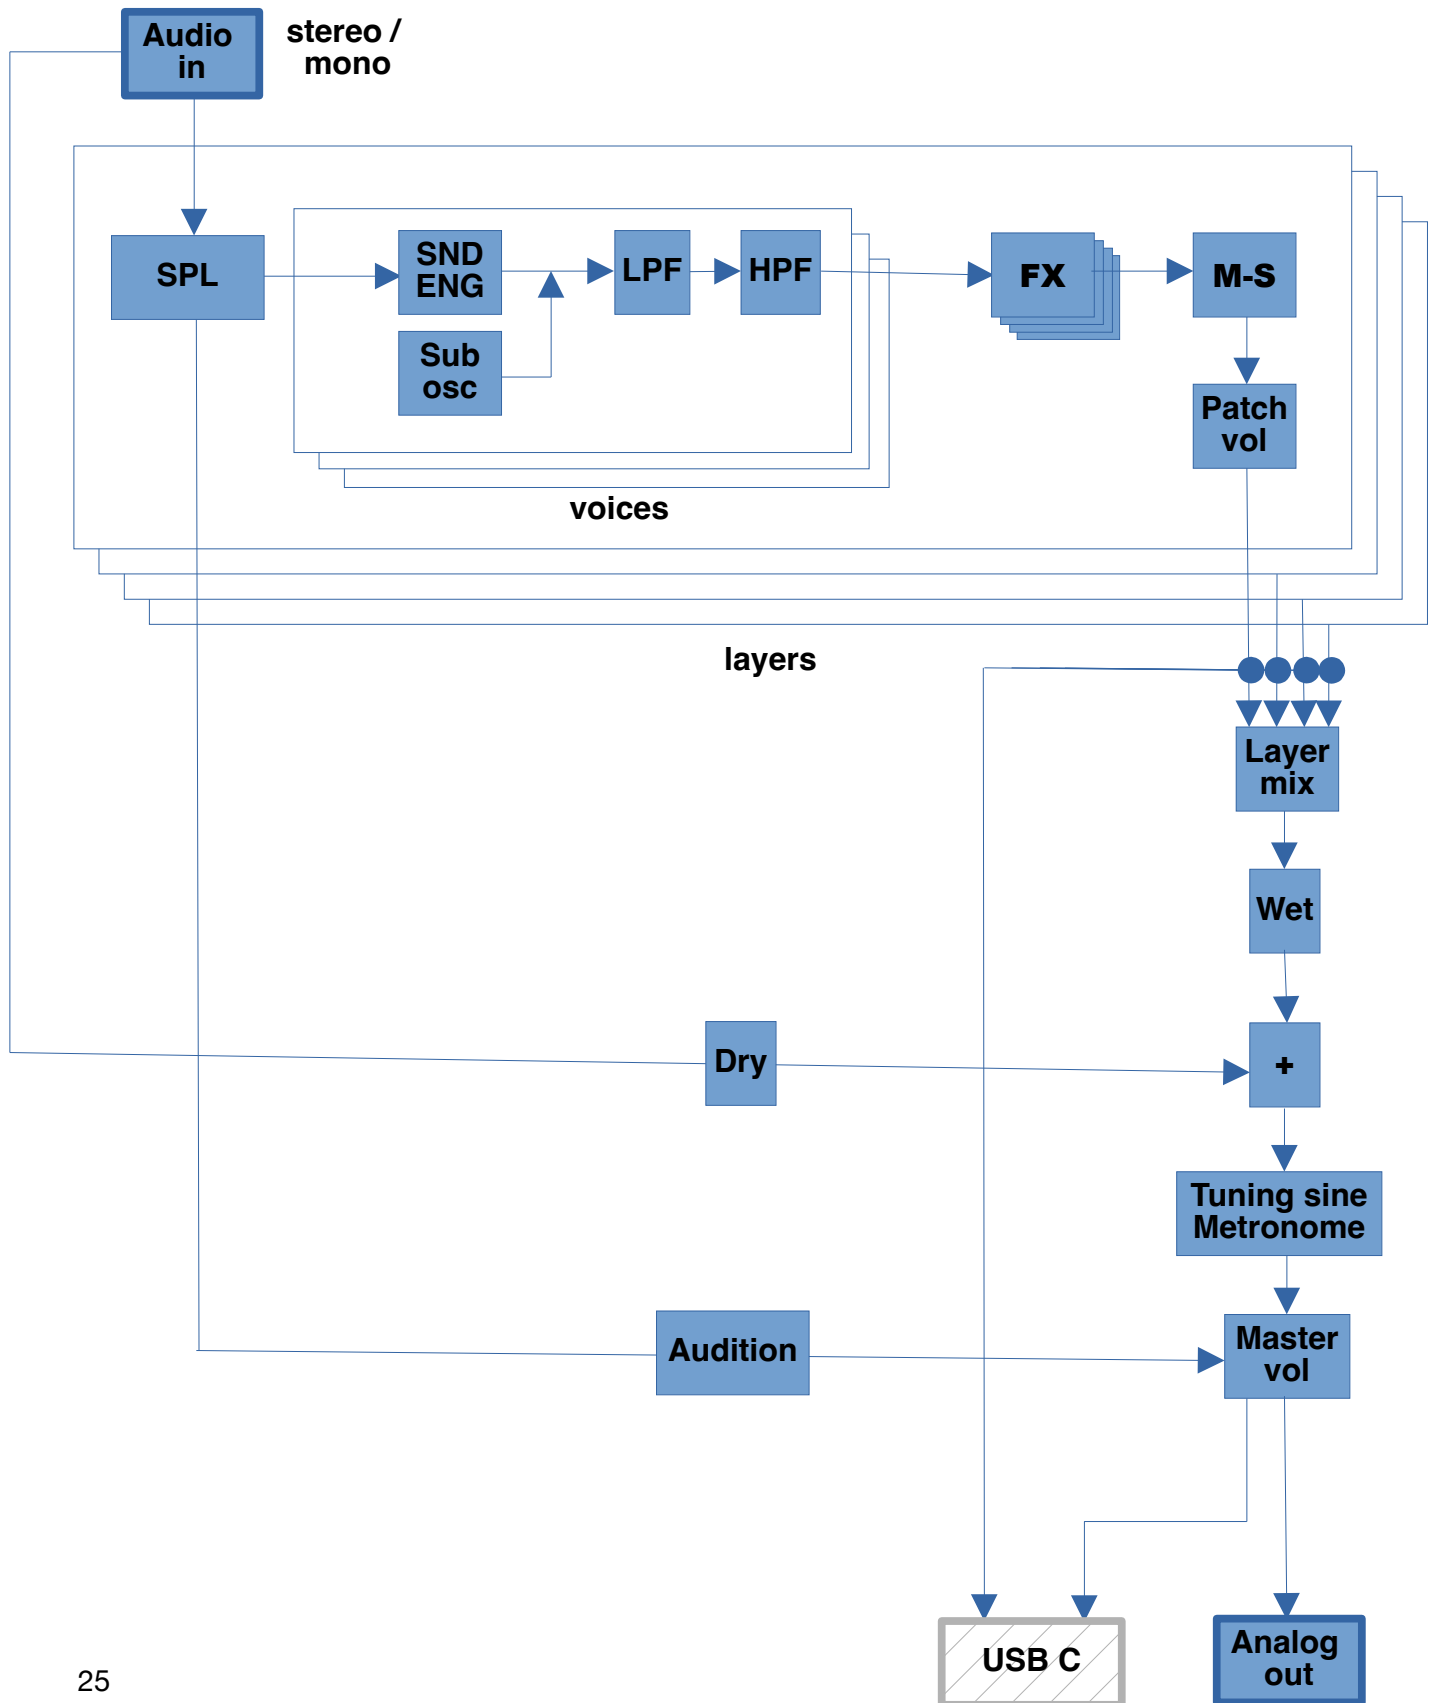 Audio
in
stereo /
mono
SPL
SND
ENG
LPF
HPF
FX
M-S
Sub
osc
Patch
vol
voices
layers
Layer
mix
Wet
Dry
+
Tuning sine
Metronome
Audition
Master
vol
USB C
Analog
out
25